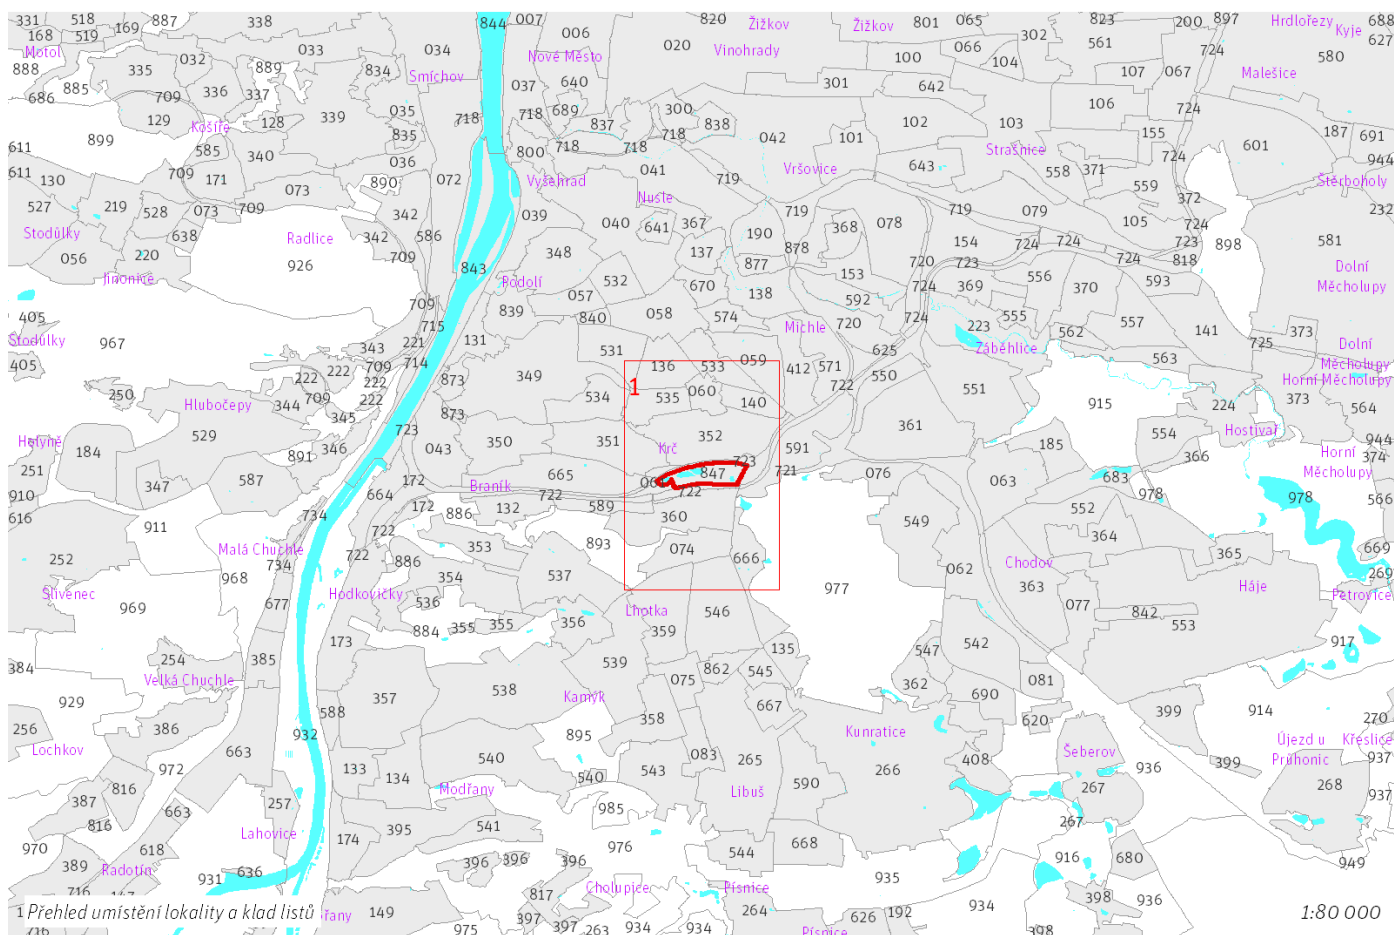 331 518 169 887 338 844 007 820 Žižkov Žižkov 801 065 823 200 897 Hrdlořezy 688
168 519 033 034 006 020 Vinohrady 302 561 724 Kyje 627
Motol 032 889 834 Smíchov Nové Město 066 104 580
888 885 335 336 337 037 640 100 107 067 Malešice
686 709 339 035 301 642 106 724
129 128 718 718 689 300
899 Košíře 835 837 838 042 101 102 103 155 187 691
611 585 340 036 800 718 718 718 Strašnice 724 601 944
611 130 709 171 073 890 072 Vyšehrad 041 719 Vršovice 643 558 371 559 Štěrboholy
527 219 528 073 709 342 039 Nusle 719 719 079 105 372 232
Stodůlky 638 Radlice 342 586 040 641 367 190 368 078 724 898
056 220 926 709 348 137 878 154 724 724 724 723 581
Jinonice 843 Podolí 532 877 153 720 723 818 Dolní
057 670 138 592 724 369 556 370 593 Měcholupy
405 709 839 840 058 574 Michle 720 724 223 555 557 141 373
Stodůlky 967 715 131 562 725 Dolní
405 343 221 531 625 Záběhlice 563 Měcholupy
222 222 709 714 873 349 136 533 059 412 571 550 551 Horní Měcholupy
250 222 534 1 535 060 722 915 224 373
Hlubočepy 344 709 222 873 140 361 564
345 Hostivař
Holyně 184 529 723 043 350 351 Krč 352 591 185 554 944
251 891 346 665 723 366 Horní 374
910 347 587 172 Braník 847 721 076 063 683 Měcholupy
616 664 722 589 722 978 978 566
911 734 172 886 132 360 549 552
252 Malá Chuchle 722 353 893 074 364 365 669
734 722 886 666 062 Chodov 269
Slivenec 968 354 537 977 363 Háje Petrovice
969 677 Hodkovičky 536 Lhotka 546 077 842
884 355 355 356 359 553 917
173
384 254 385 539 862 135 547 542
Velká Chuchle 075 545 081
929 357 538 Kamýk 362 690
386 588 358 667 620 399 914 270
256 Kunratice
Lochkov 663 932 895 Šeberov Újezd u Křeslice
083 265 408 936 399 Průhonic 937
972 133 134 540 540 543 590 266 267 268
387 816 Modřany Libuš 937
816 663 257 985 267
Lahovice 174 395 541 668
970 618 976 544 916 680 949
389 Radotín 396 396 396 935
716 931 636 Cholupice Písnice 398 936
817
Přehled umístění lokality a klad listů 149 397 264 626 192 934 1:80 000
975 397 263 934 934 Písnice 398